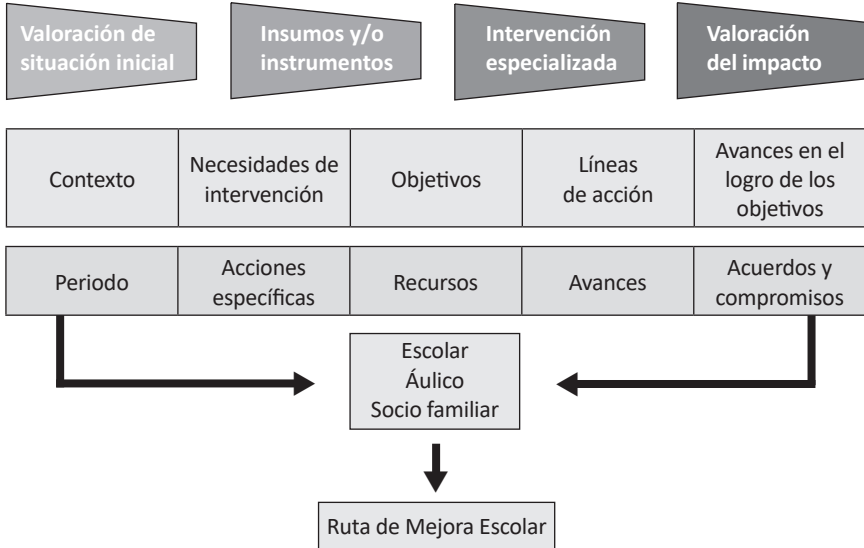 Valoración de
situación inicial
Insumos y/o
instrumentos
Intervención
especializada
Valoración
del impacto
Contexto
Necesidades de
intervención
Objetivos
Líneas
de acción
Avances en el
logro de los
objetivos
Periodo
Acciones
específicas
Recursos
Avances
Acuerdos y
compromisos
Escolar
Áulico
Socio familiar
Ruta de Mejora Escolar